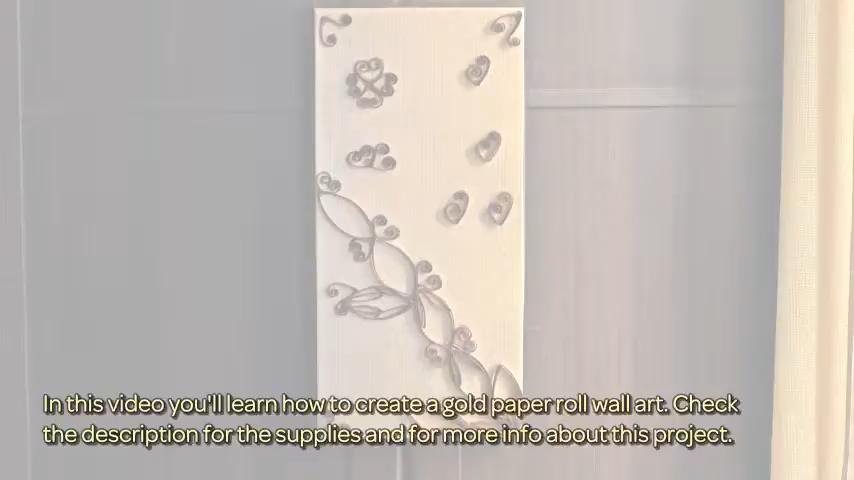 In this video you'll learn how to create a gold paper roll wall art. Check
the description for the supplies and for more info about this project.